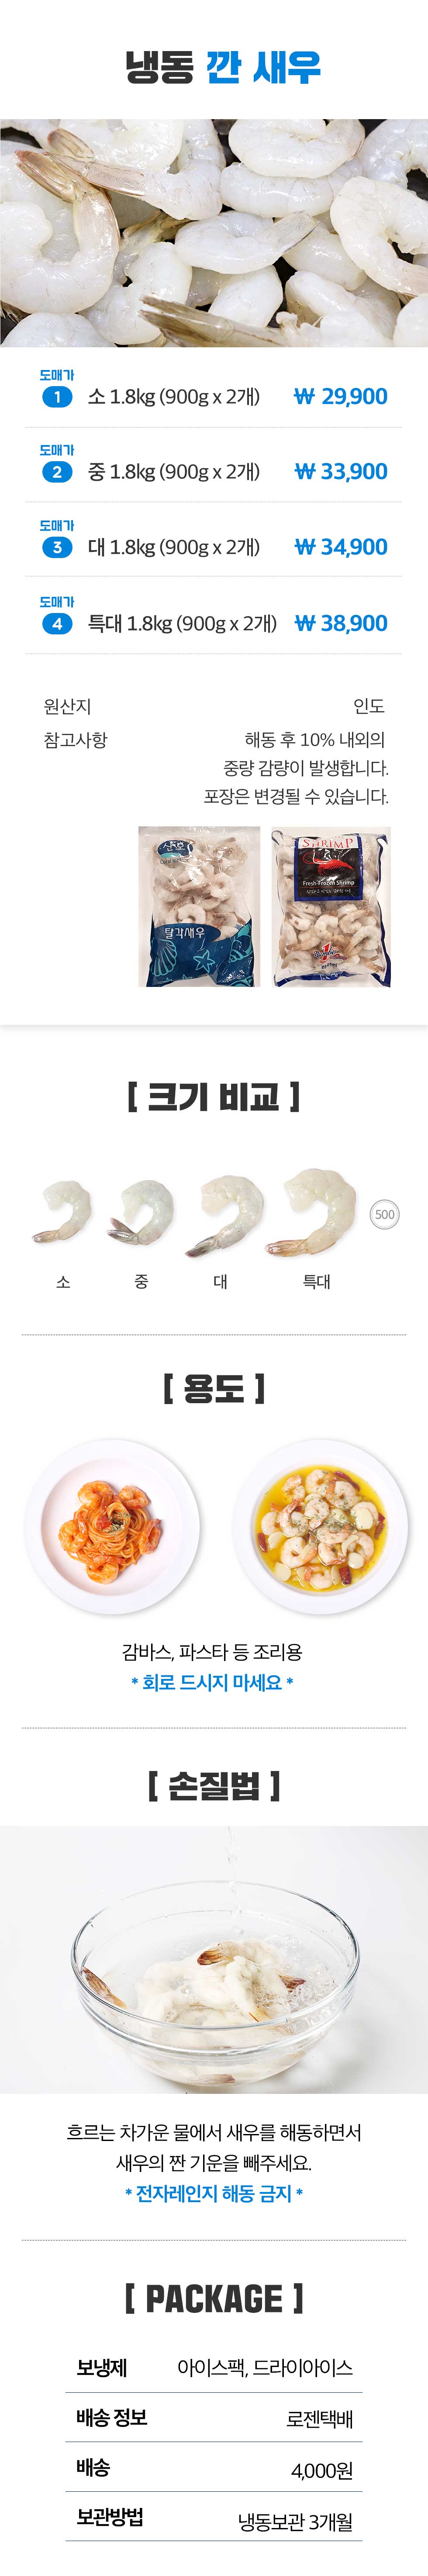 냉동 깐 새우
도매가
1 소 1.8kg (900g x 2개) ₩ 29,900
도매가
2 중 1.8kg (900g x 2개) ₩ 33,900
도매가
3 대 1.8kg (900g x 2개) ₩ 34,900
도매가
4 특대 1.8kg (900g x 2개) ₩ 38,900
원산지 인도
참고사항 해동 후 10% 내외의
중량 감량이 발생합니다.
포장은 변경될 수 있습니다.
SHRIMP
Fresh-Frozen Shrimp
탈각새우
[ 크기 비교 ]
500
소 중 대 특대
[ 용도 ]
감바스, 파스타 등 조리용
* 회로 드시지 마세요 *
[ 손질법 ]
흐르는 차가운 물에서 새우를 해동하면서
새우의 짠 기운을 빼주세요.
* 전자레인지 해동 금지 *
[ PACKAGE ]
보냉제 아이스팩, 드라이아이스
배송 정보 로젠택배
배송 4,000원
보관방법 냉동보관 3개월